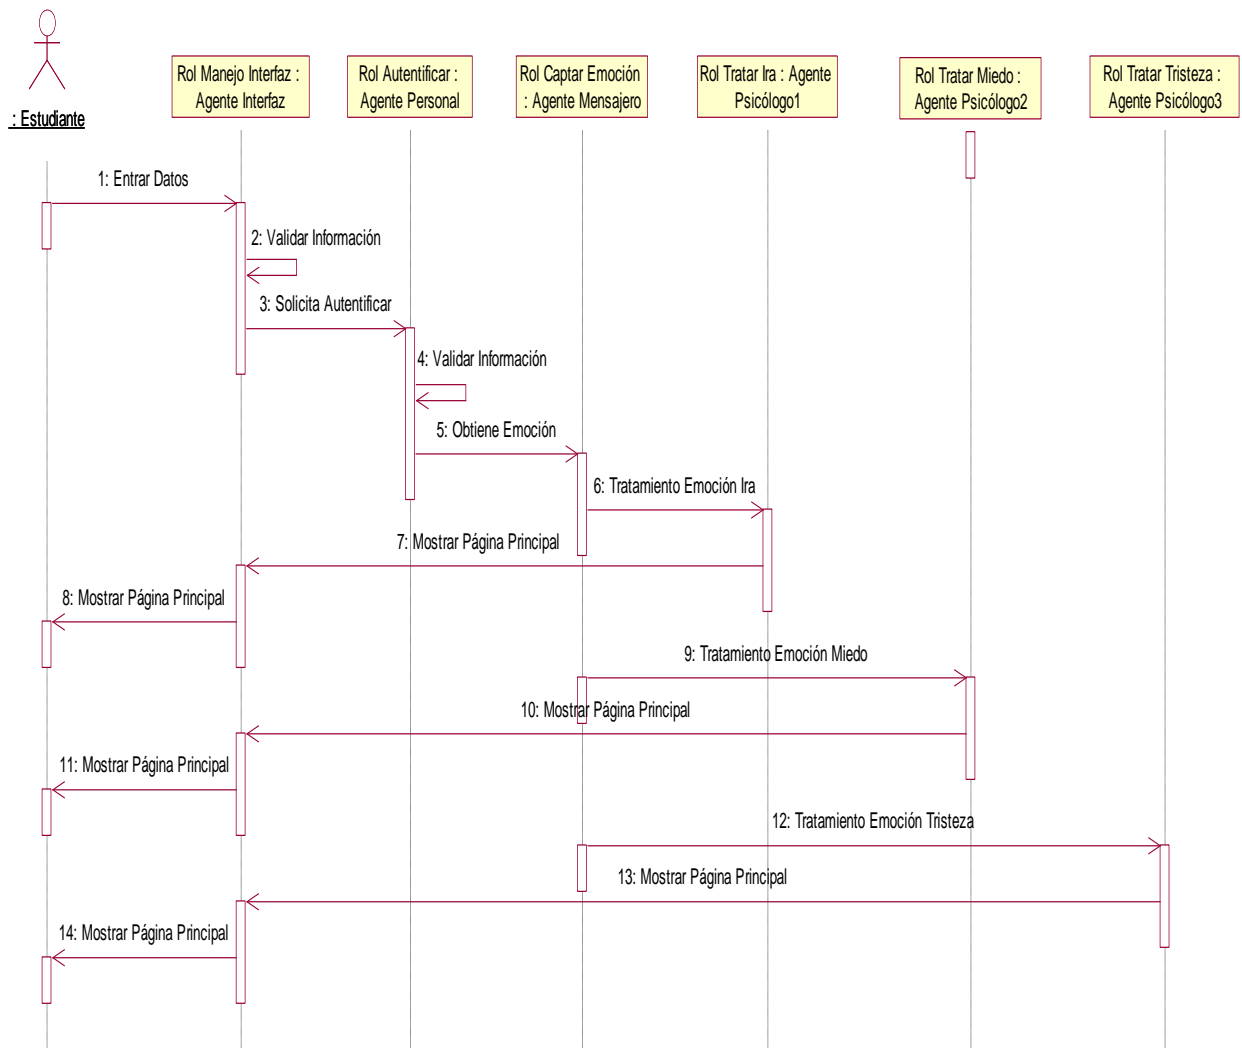 : Estudiante
Rol Manejo Interfaz :
Agente Interfaz
Rol Autentificar :
Agente Personal
Rol Captar Emoción
: Agente Mensajero
Rol Tratar Ira : Agente
Psicólogo1
Rol Tratar Miedo :
Agente Psicólogo2
Rol Tratar Tristeza :
Agente Psicólogo3
1: Entrar Datos
2: Validar Información
3: Solicita Autentificar
4: Validar Información
5: Obtiene Emoción
6: Tratamiento Emoción Ira
7: Mostrar Página Principal
8: Mostrar Página Principal
9: Tratamiento Emoción Miedo
10: Mostrar Página Principal
11: Mostrar Página Principal
12: Tratamiento Emoción Tristeza
13: Mostrar Página Principal
14: Mostrar Página Principal